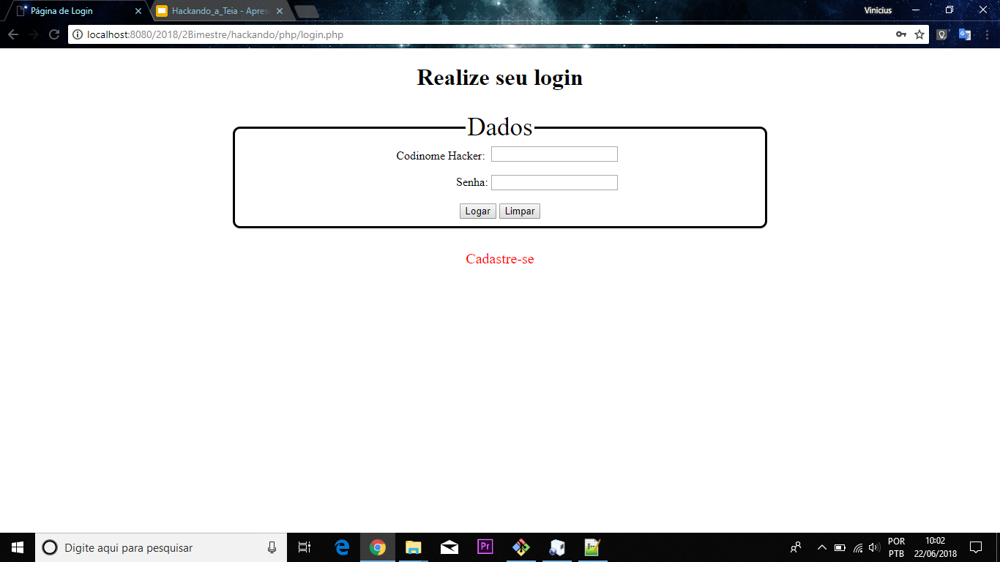 Página de Login
Hackando_a_Teia - Apres
Vinicius
localhost:8080/2018/2Bimestre/hackando/php/login.php
Realize seu login
Dados
Codinome Hacker:
Senha:
Logar Limpar
Cadastre-se
Digite aqui para pesquisar
Pr
POR
PTB
10:02
22/06/2018